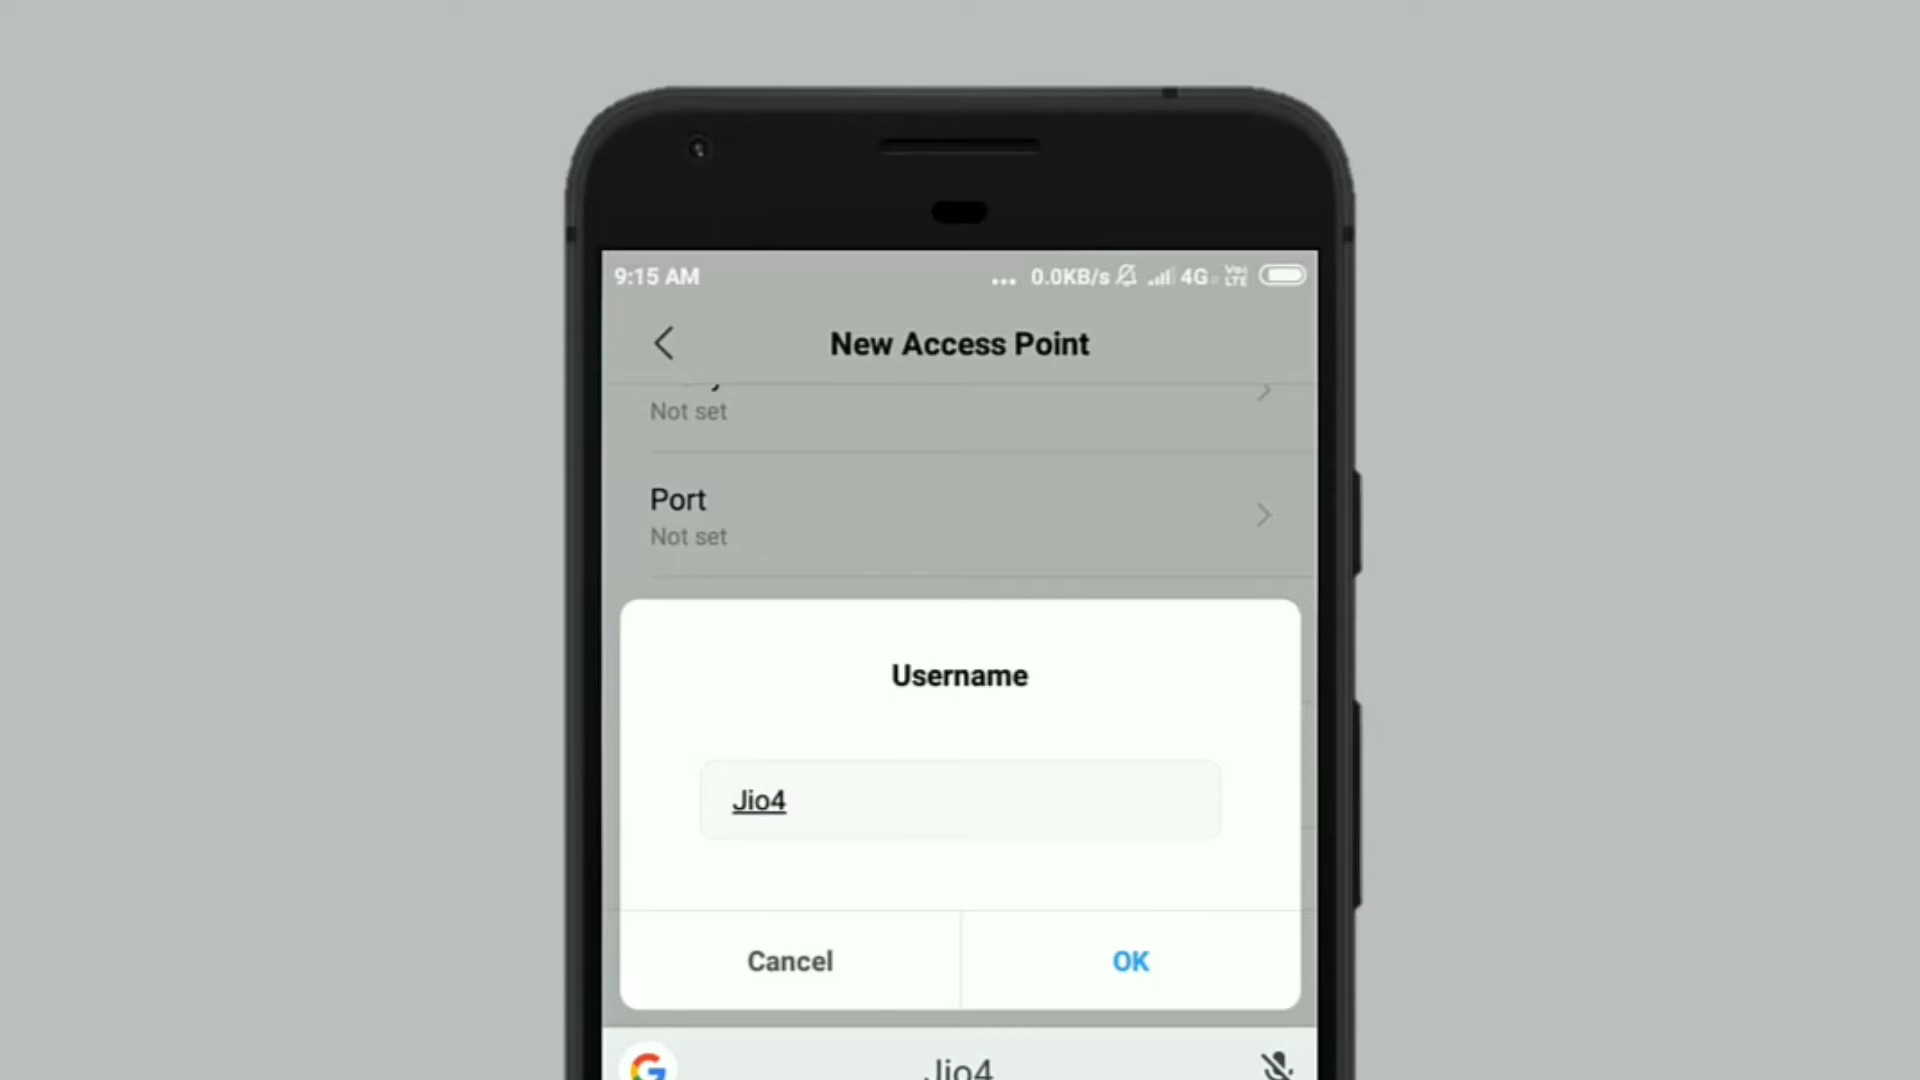 9:15 AM
... 0.0KB/s 4G VoLTE
New Access Point
Not set
Port
Not set
Username
Jio4
Cancel
OK
Jio4